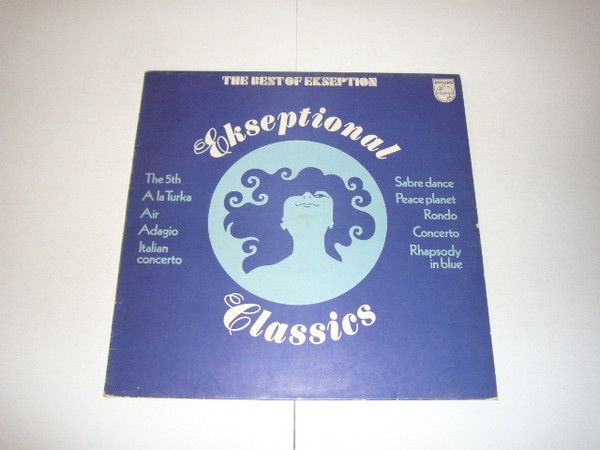 THE BEST OF EKSEPTION
Ekseptional
The 5th
A la Turka
Air
Adagio
Italian
concerto
Sabre dance
Peace planet
Rondo
Concerto
Rhapsody
in blue
Classics